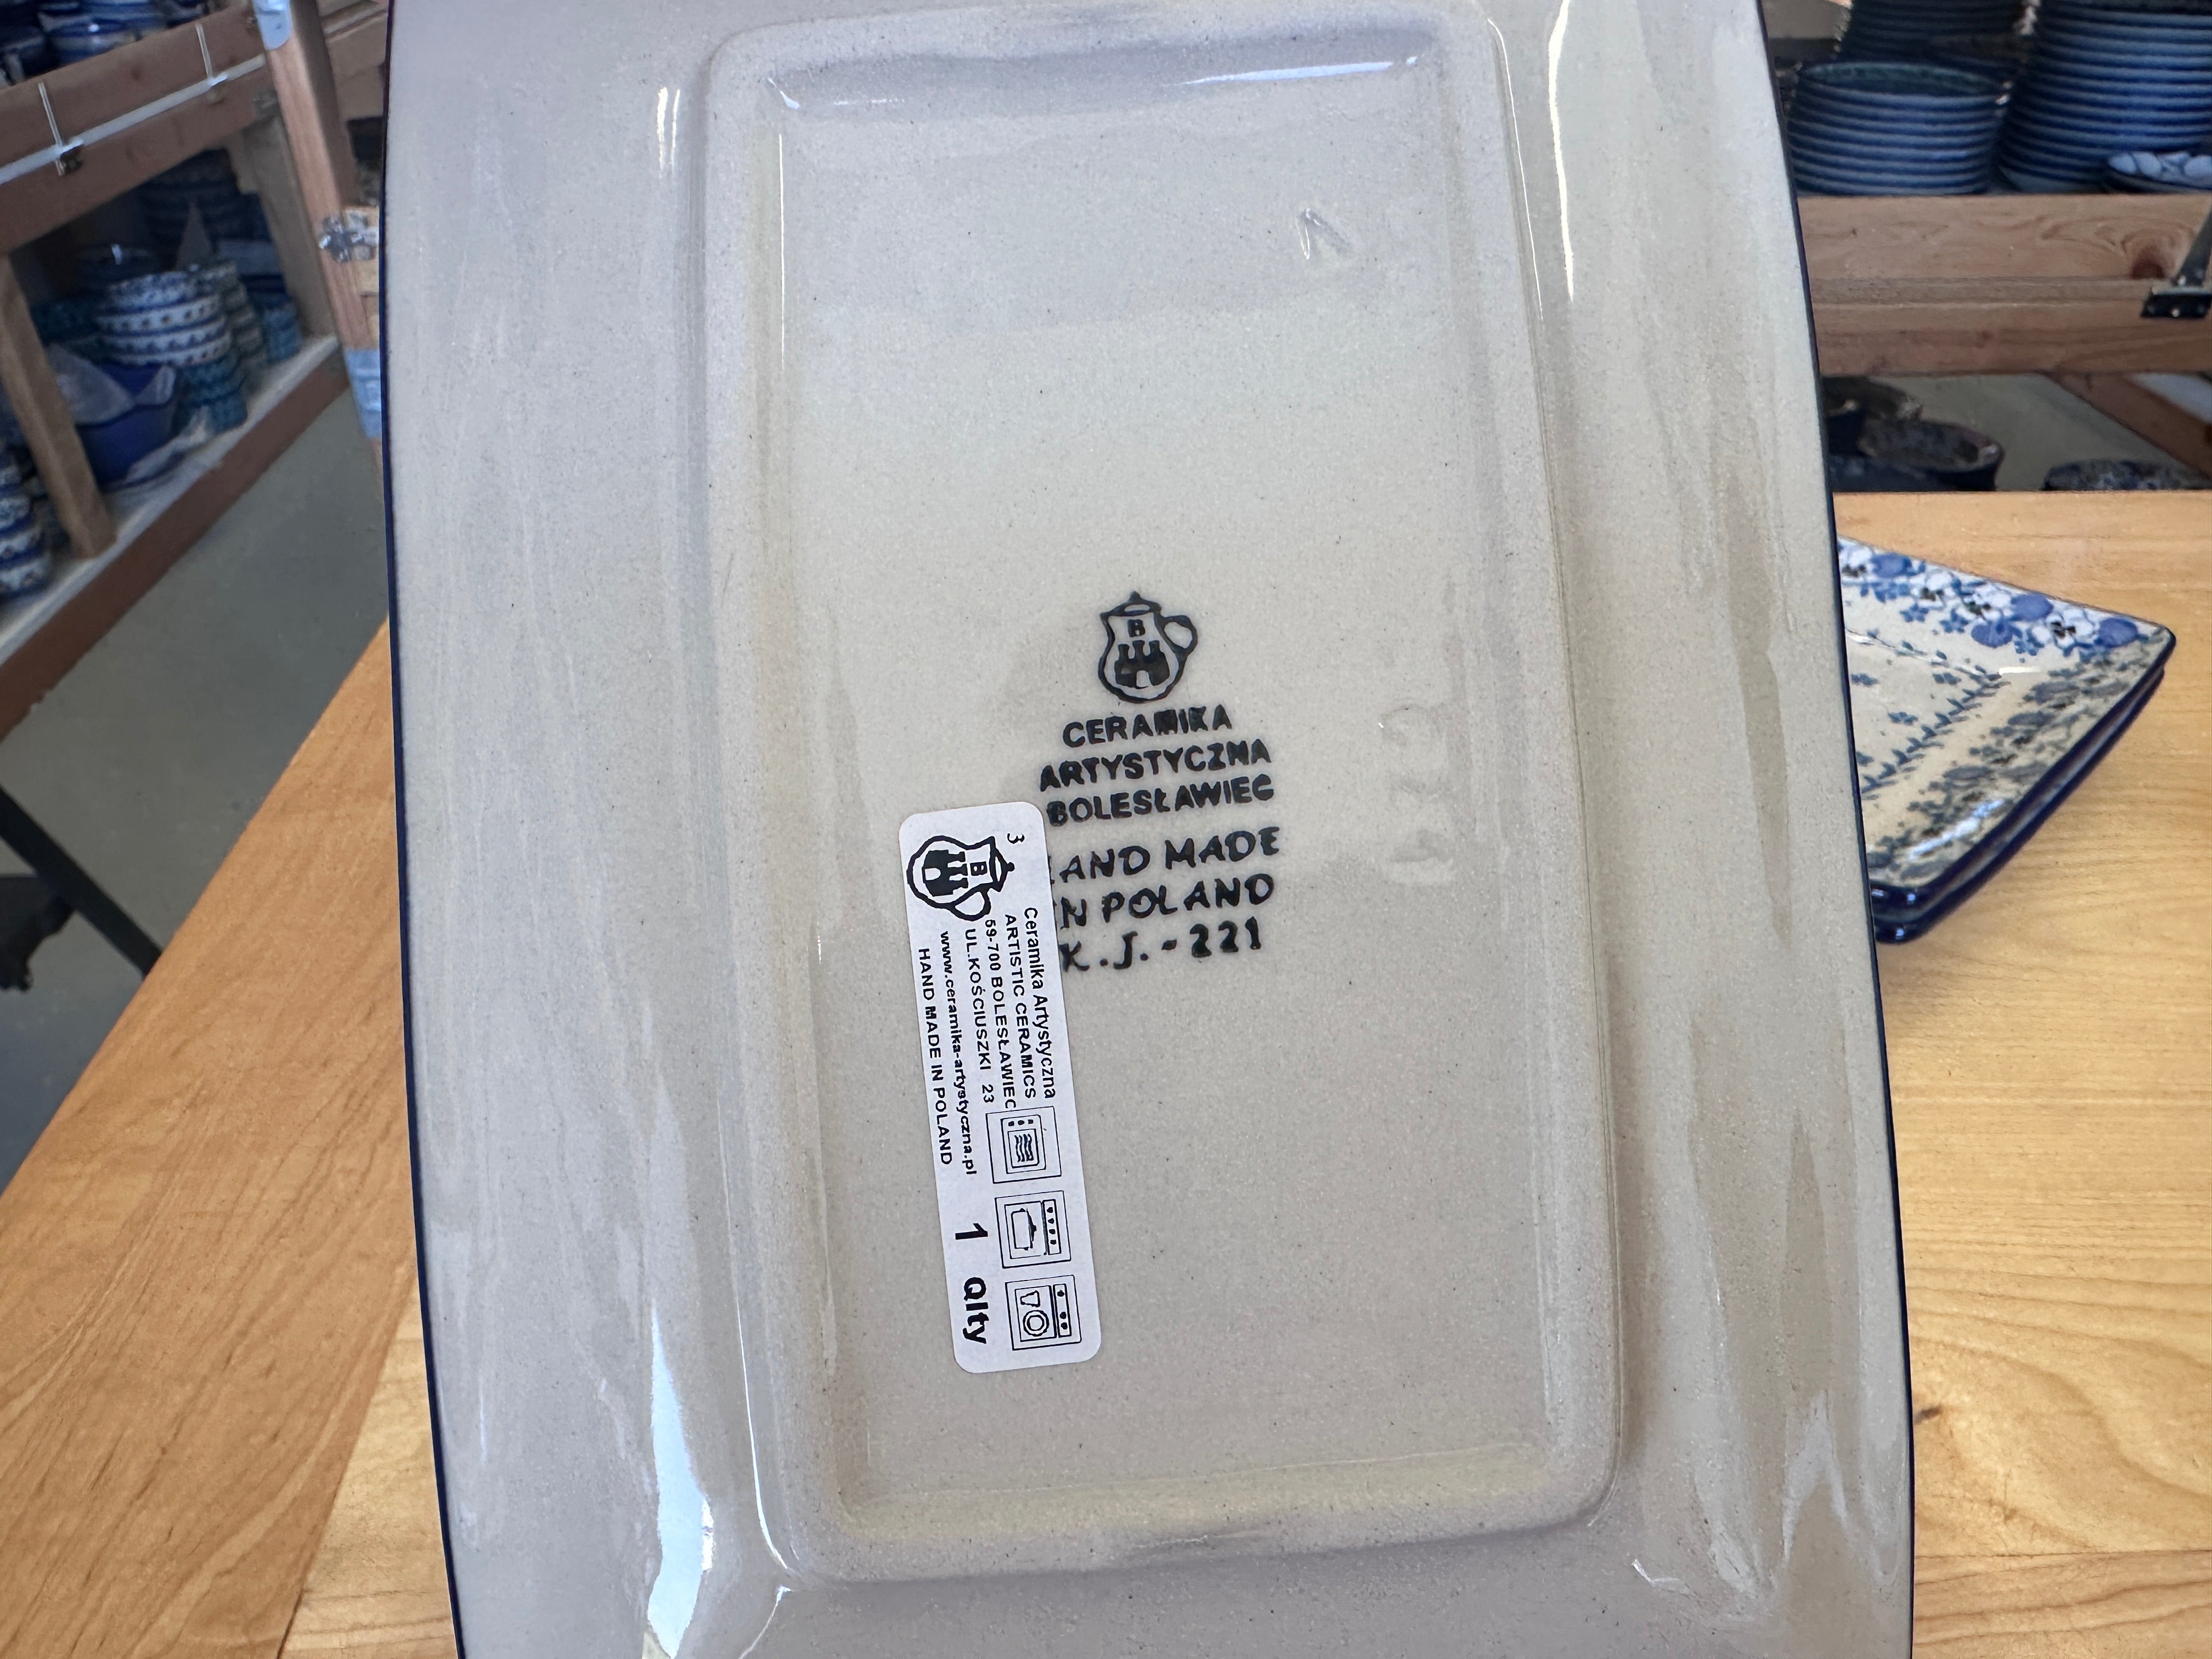 B
CERAMIKA
ARTYSTYCZNA
BOLESŁAWIEC
HAND MADE
IN POLAND
K.J.-221
3
B
Ceramika Artystyczna
ARTISTIC CERAMICS
59-700 BOLESŁAWIEC
UL.KOŚCIUSZKI 23
www.ceramika-artystyczna.pl
HAND MADE IN POLAND
1 Qlty